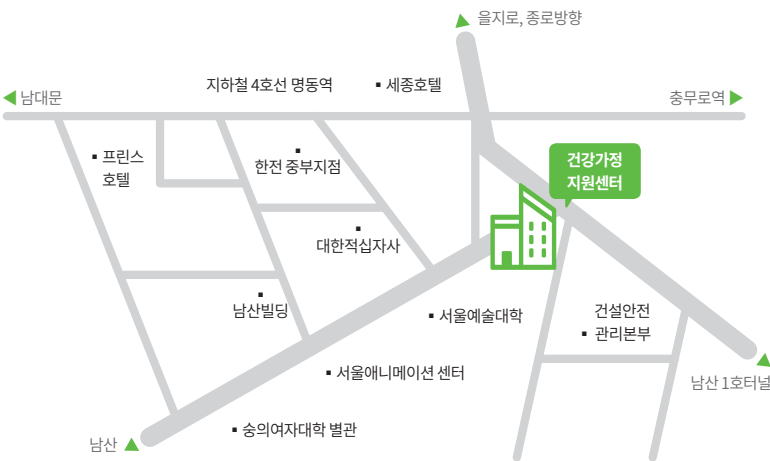 을지로, 종로방향
남대문
지하철 4호선 명동역
세종호텔
충무로역
프린스
호텔
한전 중부지점
건강가정
지원센터
대한적십자사
남산빌딩
서울예술대학
건설안전
관리본부
서울애니메이션 센터
남산 1호터널
숭의여자대학 별관
남산